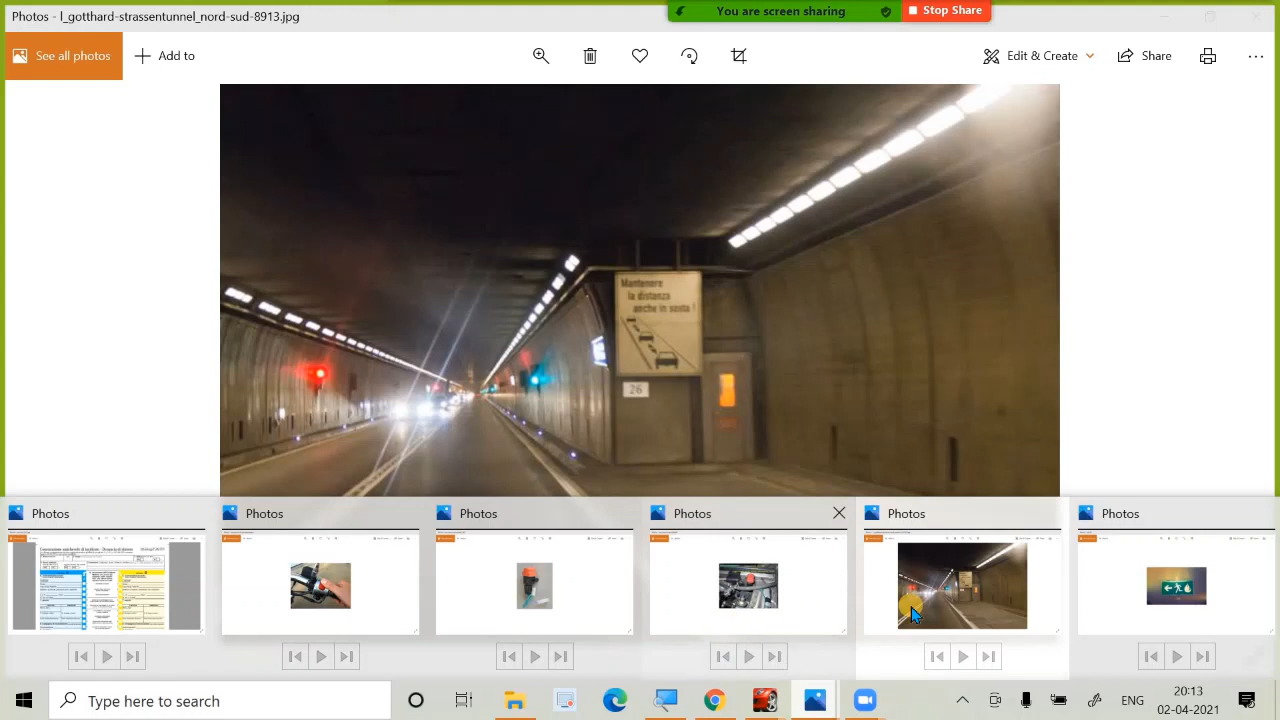 Photos - l_gotthard-strassentunnel_nord-sud-8913.jpg
You are screen sharing
Stop Share
See all photos
Add to
Edit & Create
Share
Mantenere
la distanza
anche in sosta !
26
Photos
Photos
Photos
Photos
Photos
Photos
Type here to search
ENG
20:13
02-04-2021